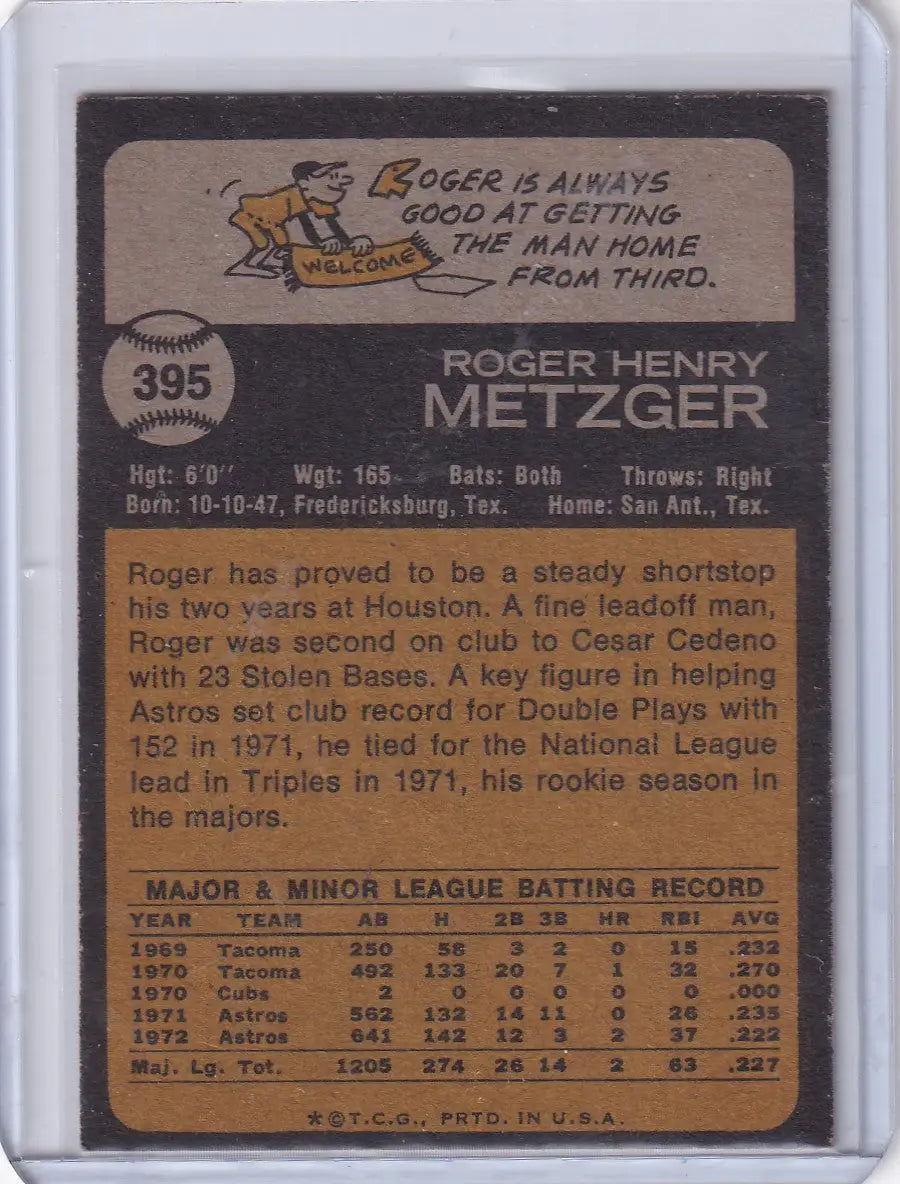 ROGER IS ALWAYS
GOOD AT GETTING
THE MAN HOME
FROM THIRD.
WELCOME
395
ROGER HENRY
METZGER
Hgt: 6'0" Wgt: 165 Bats: Both Throws: Right
Born: 10-10-47, Fredericksburg, Tex. Home: San Ant., Tex.
Roger has proved to be a steady shortstop
his two years at Houston. A fine leadoff man,
Roger was second on club to Cesar Cedeno
with 23 Stolen Bases. A key figure in helping
Astros set club record for Double Plays with
152 in 1971, he tied for the National League
lead in Triples in 1971, his rookie season in
the majors.
MAJOR & MINOR LEAGUE BATTING RECORD
YEAR TEAM AB H 2B 3B HR RBI AVG
1969 Tacoma 250 58 3 2 0 15 .232
1970 Tacoma 492 133 20 7 1 32 .270
1970 Cubs 2 0 0 0 0 0 .000
1971 Astros 562 132 14 11 0 26 .235
1972 Astros 641 142 12 3 2 37 .222
Maj. Lg. Tot. 1205 274 26 14 2 63 .227
*©T.C.G., PRTD. IN U.S.A.